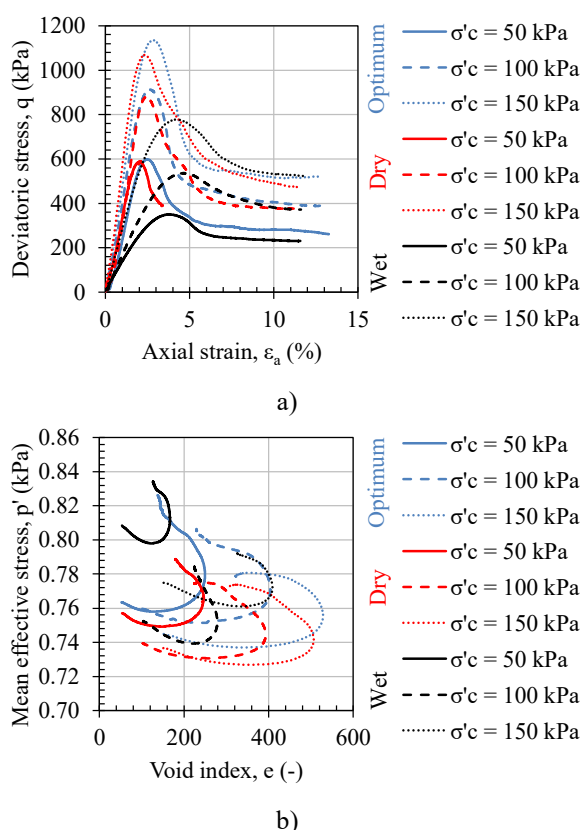 1200
1000
800
600
400
200
0
0 5 10 15
Deviatoric stress, q (kPa)
Axial strain, εa (%)
Optimum
σ'c = 50 kPa
σ'c = 100 kPa
σ'c = 150 kPa
Dry
σ'c = 50 kPa
σ'c = 100 kPa
σ'c = 150 kPa
Wet
σ'c = 50 kPa
σ'c = 100 kPa
σ'c = 150 kPa
a)
0.86
0.84
0.82
0.80
0.78
0.76
0.74
0.72
0.70
0 200 400 600
Mean effective stress, p' (kPa)
Void index, e (-)
Optimum
σ'c = 50 kPa
σ'c = 100 kPa
σ'c = 150 kPa
Dry
σ'c = 50 kPa
σ'c = 100 kPa
σ'c = 150 kPa
Wet
σ'c = 50 kPa
σ'c = 100 kPa
σ'c = 150 kPa
b)